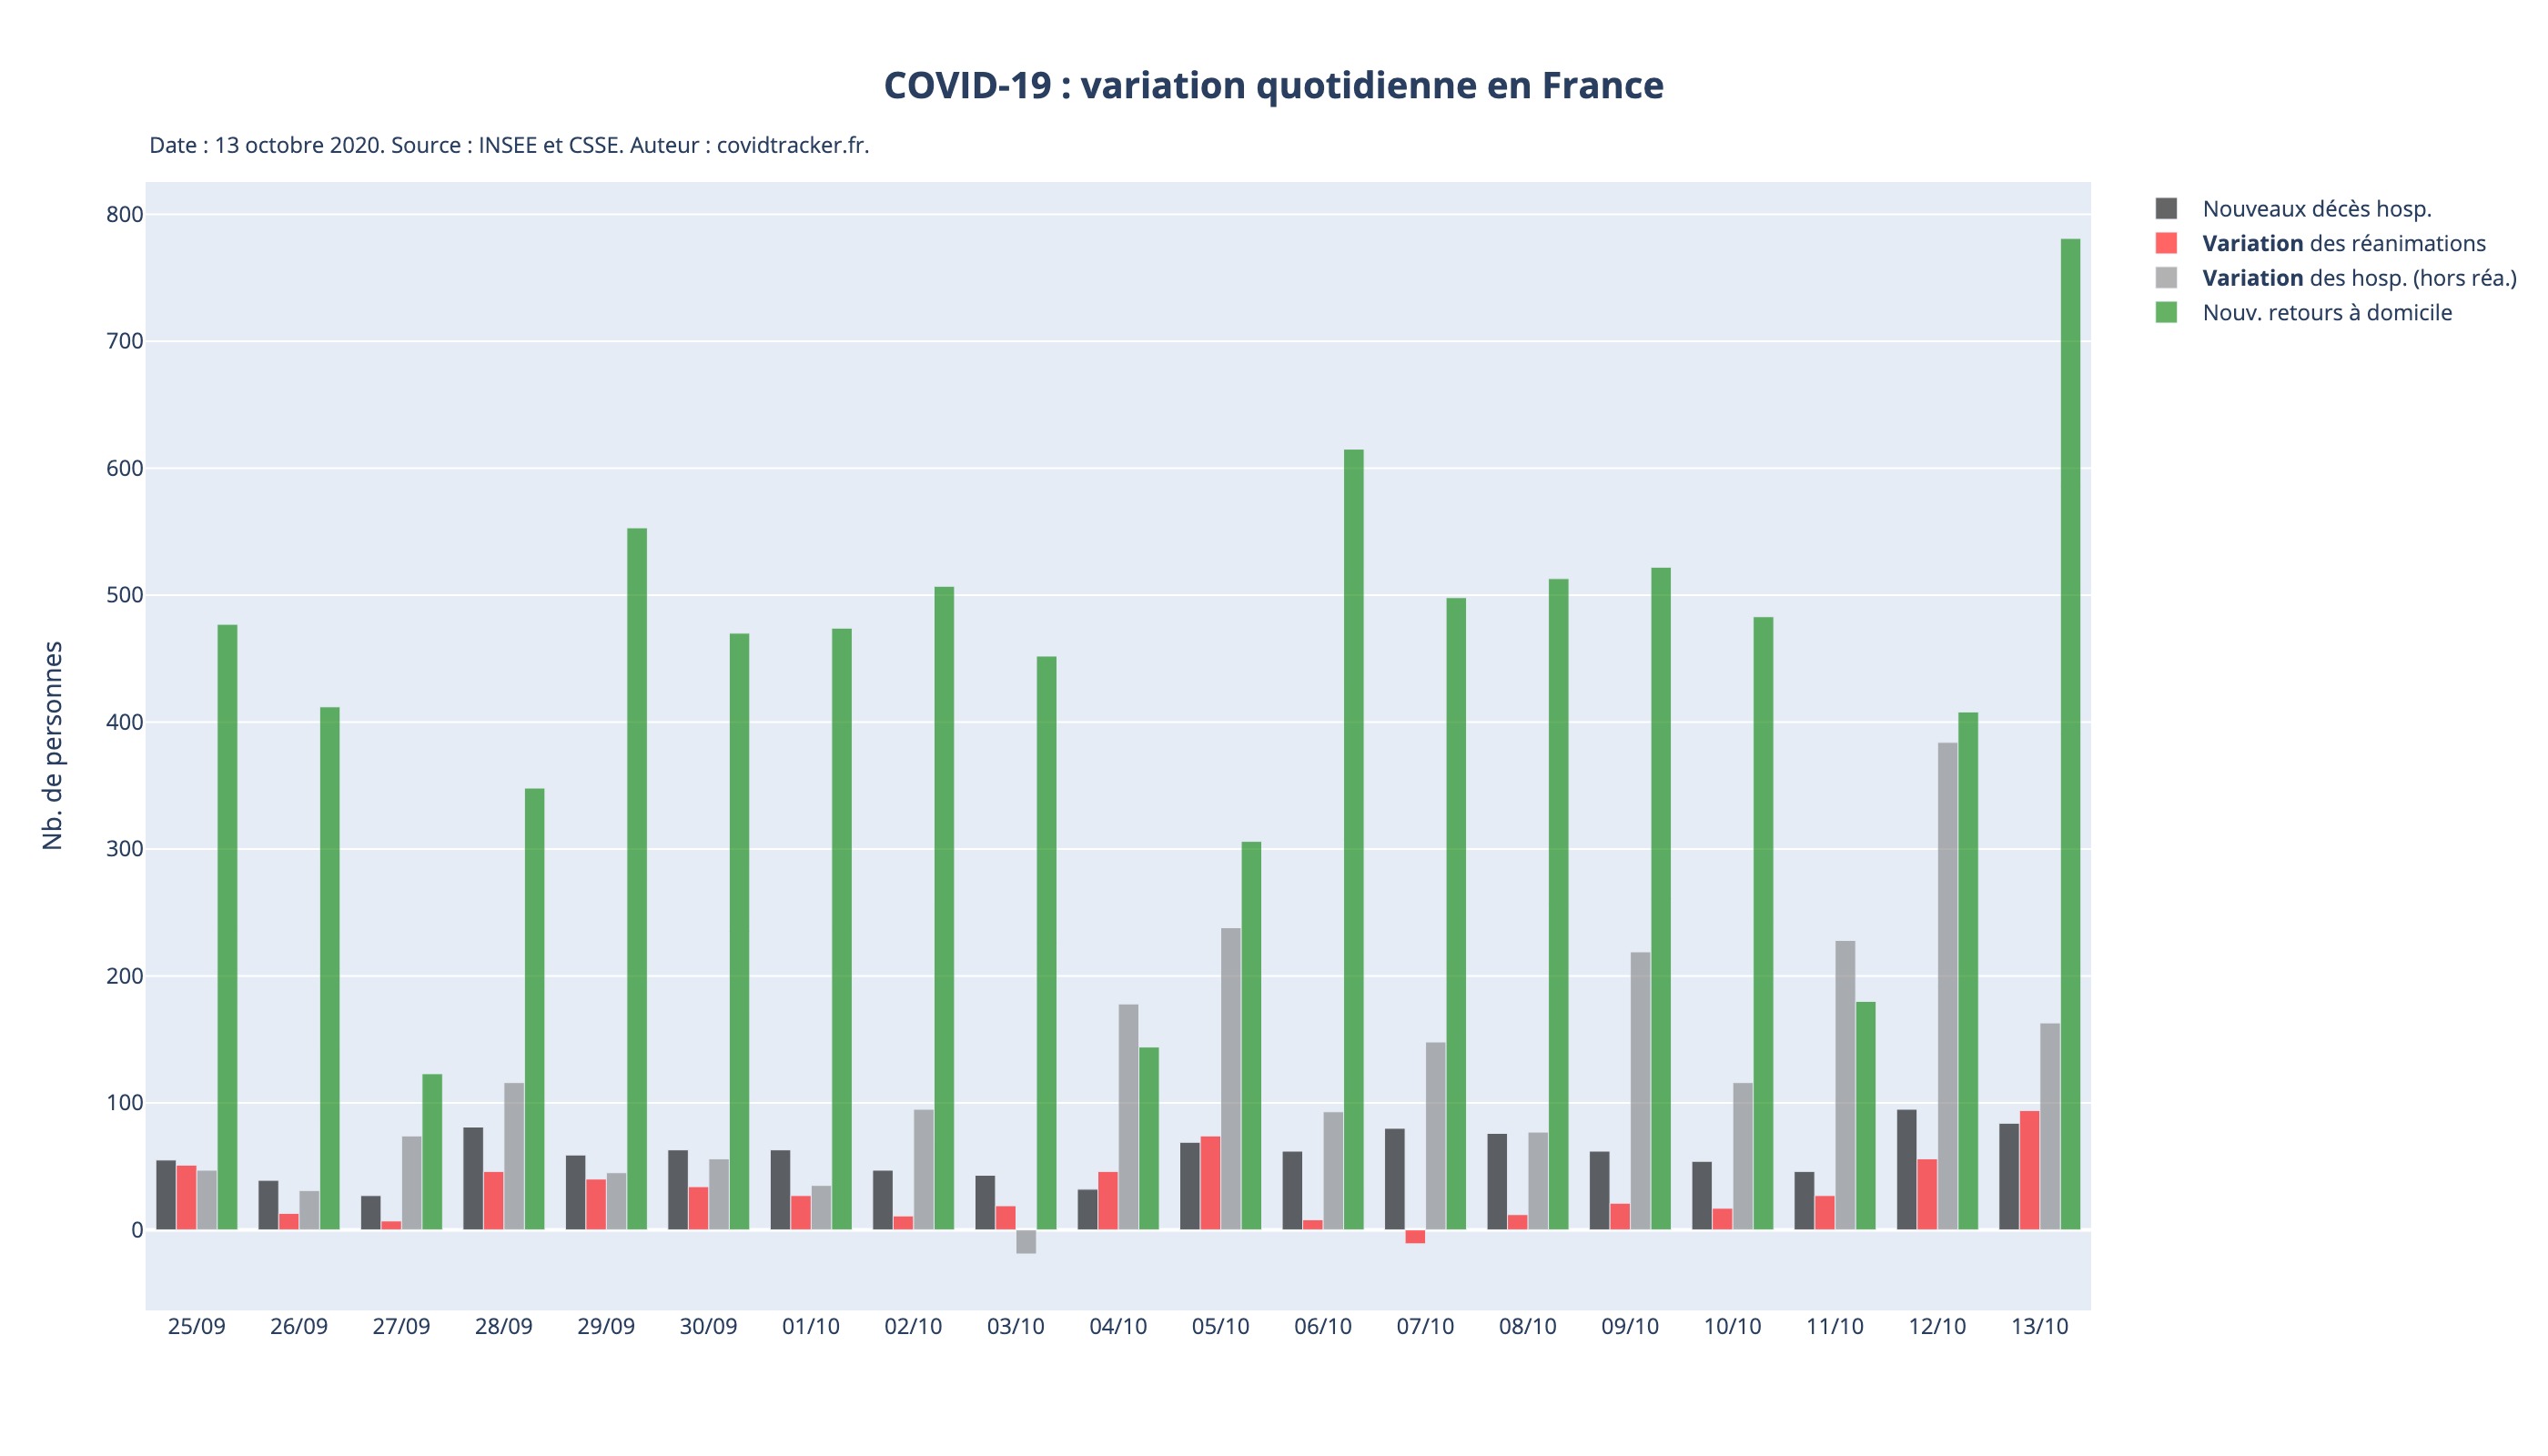 COVID-19 : variation quotidienne en France
Date : 13 octobre 2020. Source : INSEE et CSSE. Auteur : covidtracker.fr.
Nouveaux décès hosp.
Variation des réanimations
Variation des hosp. (hors réa.)
Nouv. retours à domicile
Nb. de personnes
800
700
600
500
400
300
200
100
0
25/09 26/09 27/09 28/09 29/09 30/09 01/10 02/10 03/10 04/10 05/10 06/10 07/10 08/10 09/10 10/10 11/10 12/10 13/10